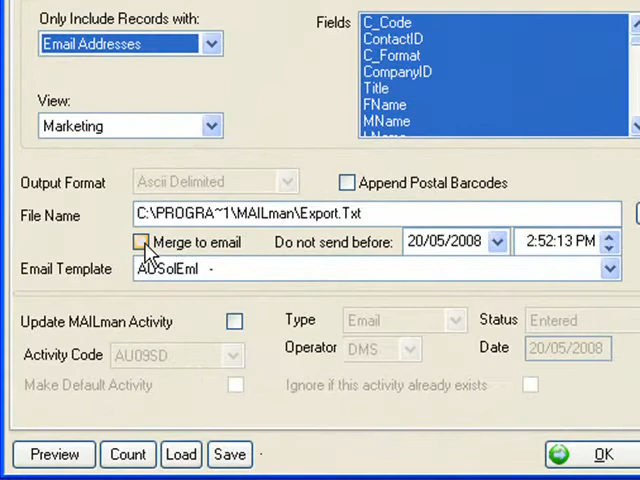 Only Include Records with:
Email Addresses
Fields
C_Code
ContactID
C_Format
CompanyID
Title
FName
MName
View:
Marketing
Output Format
Ascii Delimited
Append Postal Barcodes
File Name
C:\PROGRA~1\MAILman\Export.Txt
Merge to email
Do not send before:
20/05/2008
2:52:13 PM
Email Template
AUSolEml -
Update MAILman Activity
Type
Email
Status
Entered
Activity Code
AU09SD
Operator
DMS
Date
20/05/2008
Make Default Activity
Ignore if this activity already exists
Preview
Count
Load
Save
OK